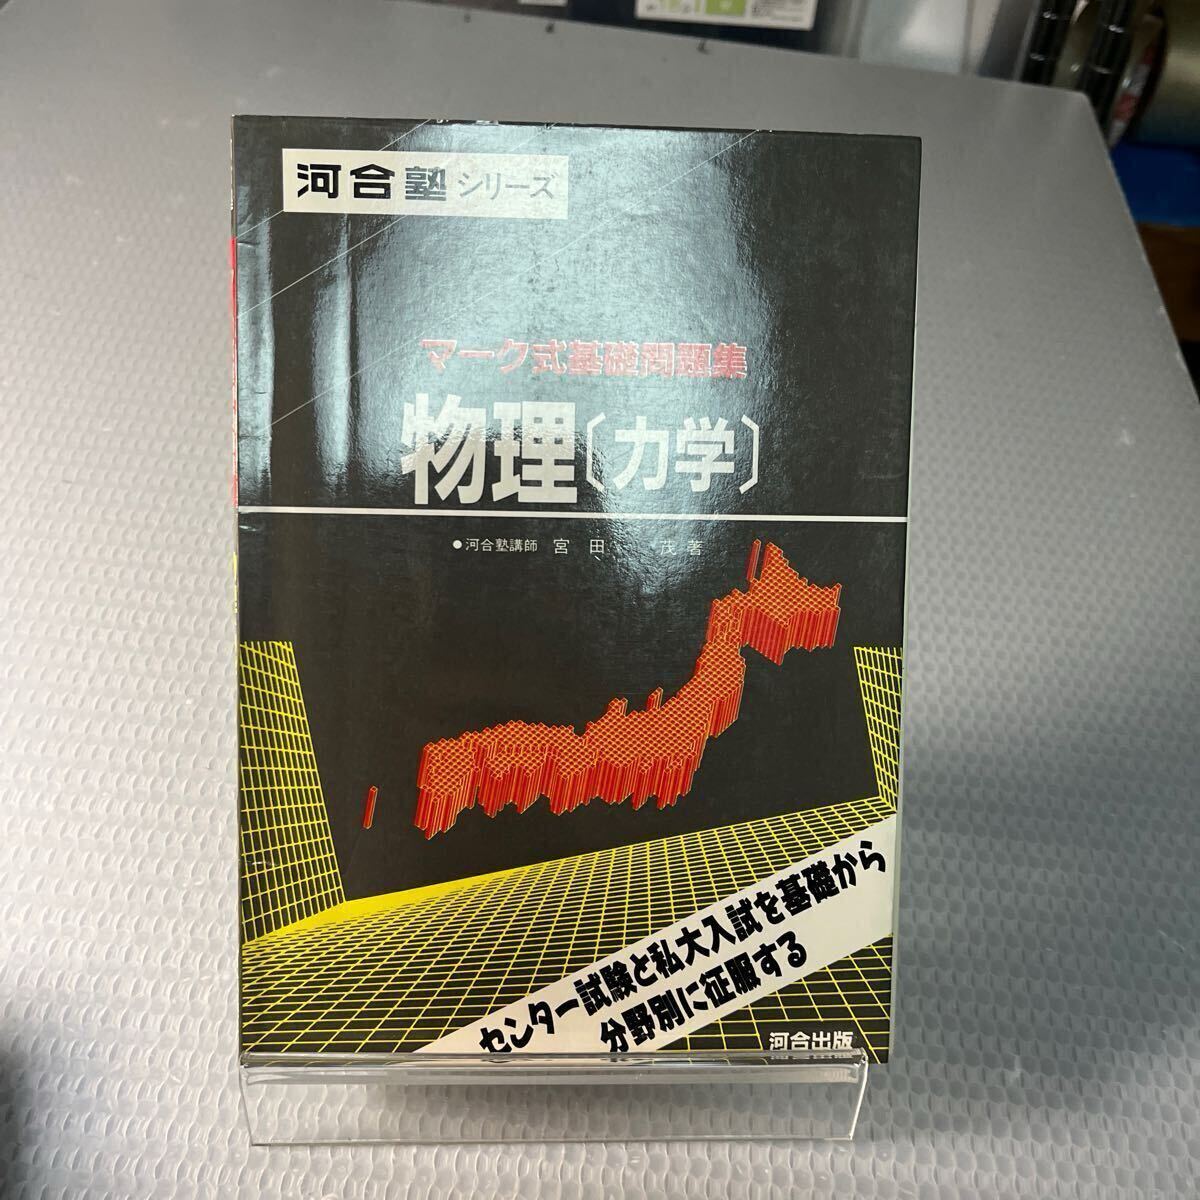 河合塾シリーズ
マーク式基礎問題集
物理〔力学〕
●河合塾講師 宮田 茂著
センター試験と私大入試を基礎から
分野別に征服する
河合出版